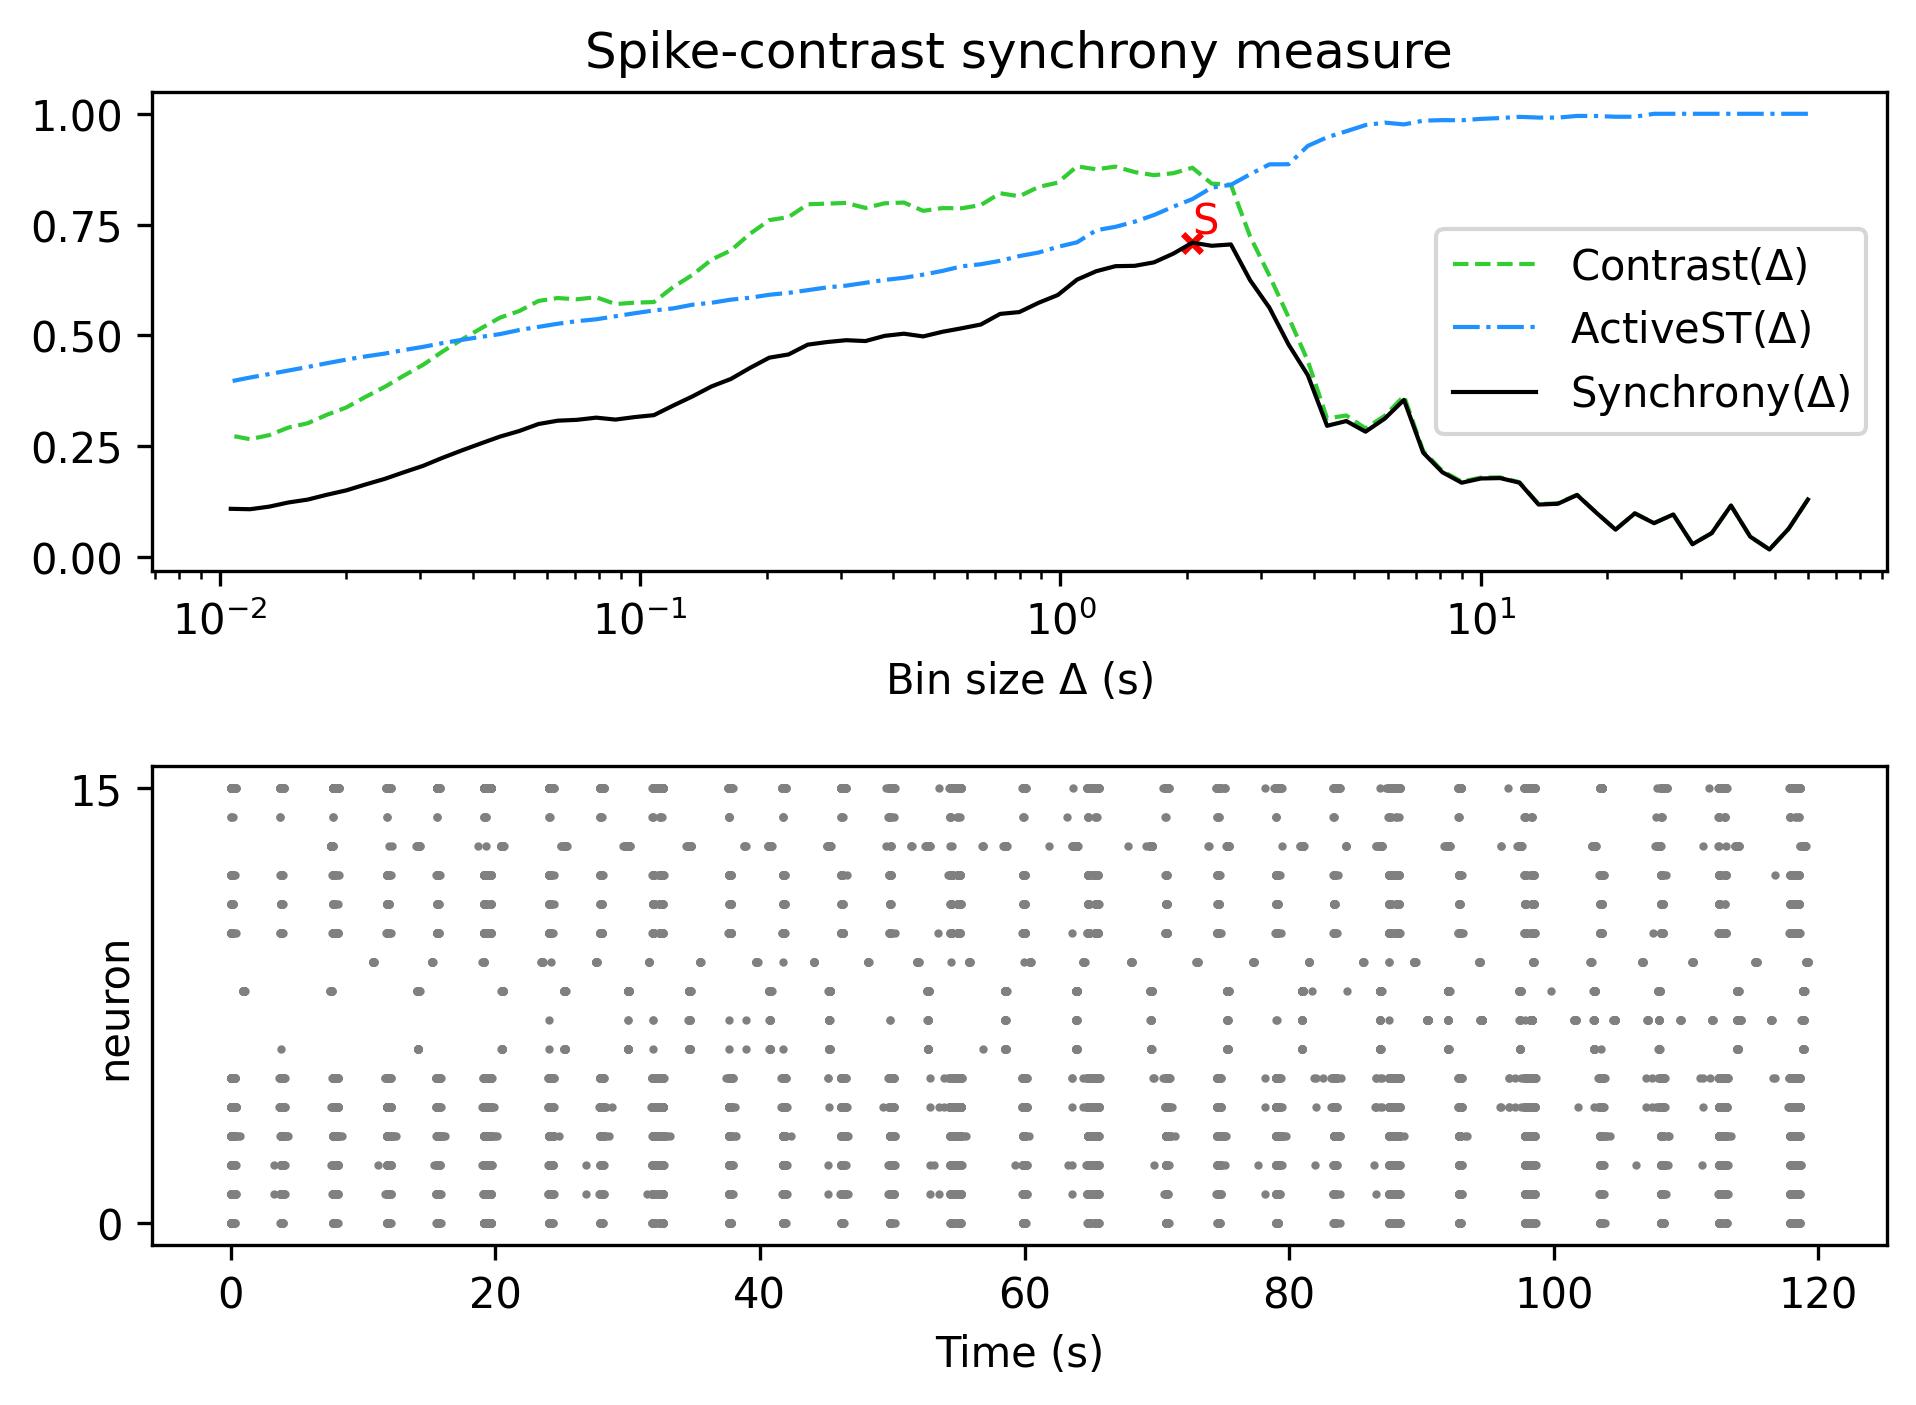 Spike-contrast synchrony measure
1.00
0.75
0.50
0.25
0.00
S
Contrast(Δ)
ActiveST(Δ)
Synchrony(Δ)
10⁻² 10⁻¹ 10⁰ 10¹
Bin size Δ (s)
15
neuron
0
0 20 40 60 80 100 120
Time (s)